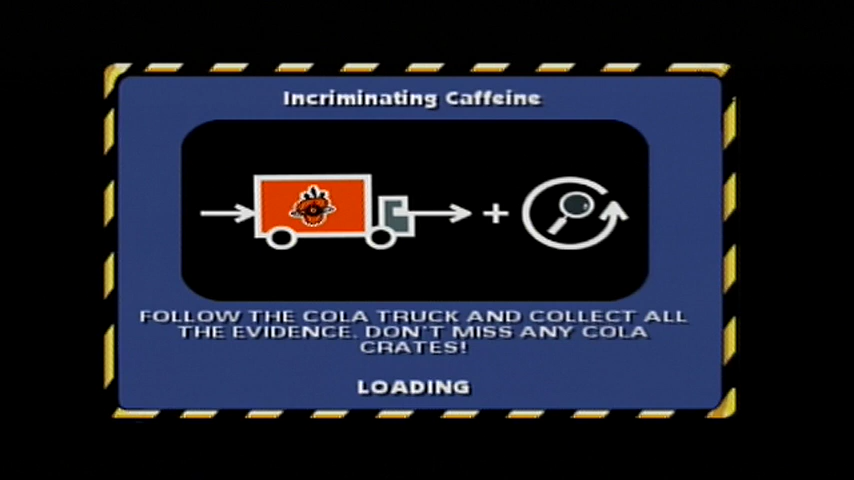 Incriminating Caffeine
FOLLOW THE COLA TRUCK AND COLLECT ALL
THE EVIDENCE. DON'T MISS ANY COLA
CRATES!
LOADING